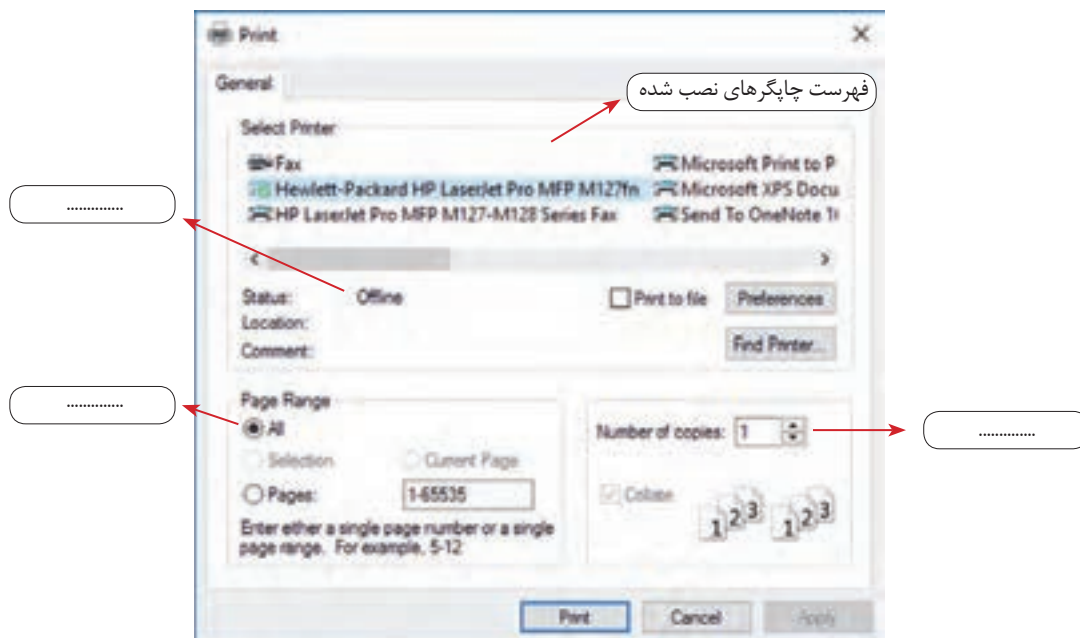 Print
General
فهرست چاپگرهای نصب شده
Select Printer
Fax
Microsoft Print to P
Hewlett-Packard HP LaserJet Pro MFP M127fn
Microsoft XPS Docu
HP LaserJet Pro MFP M127-M128 Series Fax
Send To OneNote 1
.............
Status: Offline
Print to file
Preferences
Location:
Comment:
Find Printer...
Page Range
All
.............
Number of copies: 1
.............
Selection
Current Page
Pages: 1-65535
Collate
1 2 3 1 2 3
Enter either a single page number or a single
page range. For example, 5-12
Print
Cancel
Apply